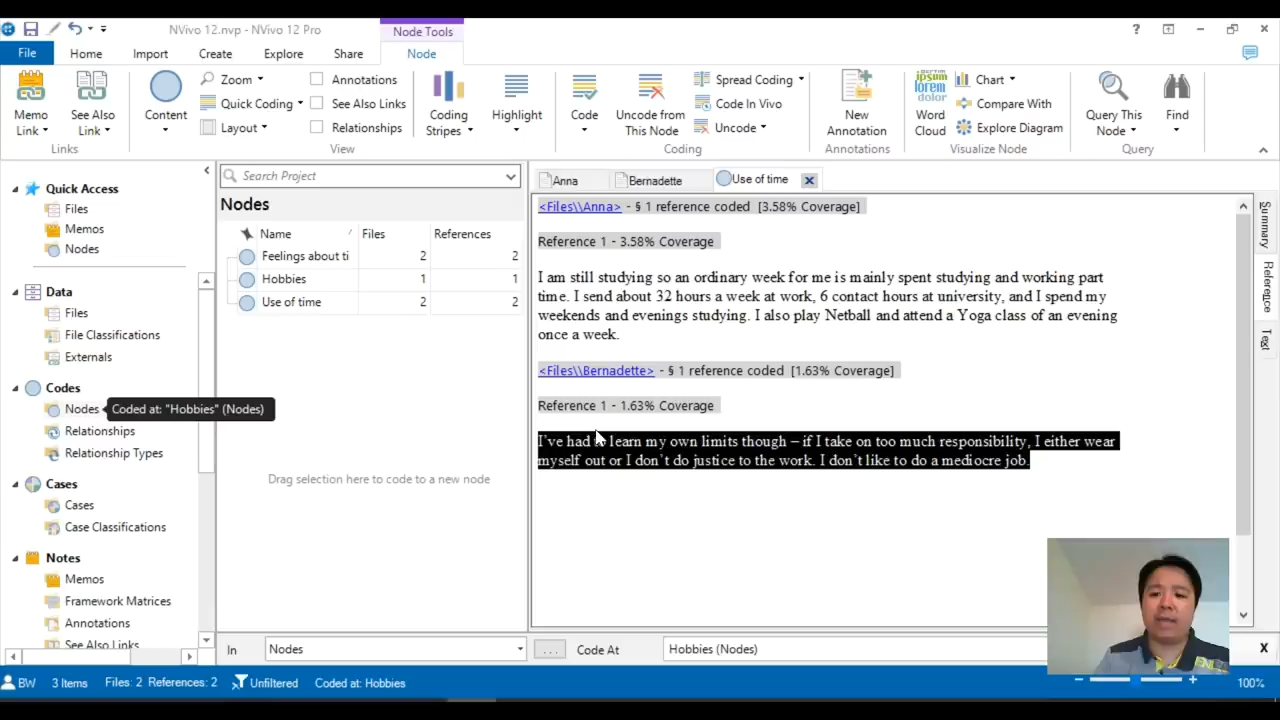 NVivo 12.nvp - NVivo 12 Pro
Node Tools
File Home Import Create Explore Share Node
Memo Link
See Also Link
Links
Content
Zoom
Quick Coding
Layout
Annotations
See Also Links
Relationships
View
Coding Stripes
Highlight
Code
Uncode from This Node
Spread Coding
Code In Vivo
Uncode
Coding
New Annotation
Annotations
Word Cloud
Chart
Compare With
Explore Diagram
Visualize Node
Query This Node
Find
Query
Quick Access
Files
Memos
Nodes
Data
Files
File Classifications
Externals
Codes
Nodes
Coded at: "Hobbies" (Nodes)
Relationships
Relationship Types
Cases
Cases
Case Classifications
Notes
Memos
Framework Matrices
Annotations
See Also Links
Search Project
Nodes
Name Files References
Feelings about ti 2 2
Hobbies 1 1
Use of time 2 2
Drag selection here to code to a new node
Anna Bernadette Use of time
<Files\\Anna> - § 1 reference coded [3.58% Coverage]
Reference 1 - 3.58% Coverage
I am still studying so an ordinary week for me is mainly spent studying and working part
time. I send about 32 hours a week at work, 6 contact hours at university, and I spend my
weekends and evenings studying. I also play Netball and attend a Yoga class of an evening
once a week.
<Files\\Bernadette> - § 1 reference coded [1.63% Coverage]
Reference 1 - 1.63% Coverage
I've had to learn my own limits though – if I take on too much responsibility, I either wear
myself out or I don't do justice to the work. I don't like to do a mediocre job.
Summary
Reference
Text
In Nodes ... Code At Hobbies (Nodes) X
BW 3 Items Files: 2 References: 2 Unfiltered Coded at: Hobbies 100%